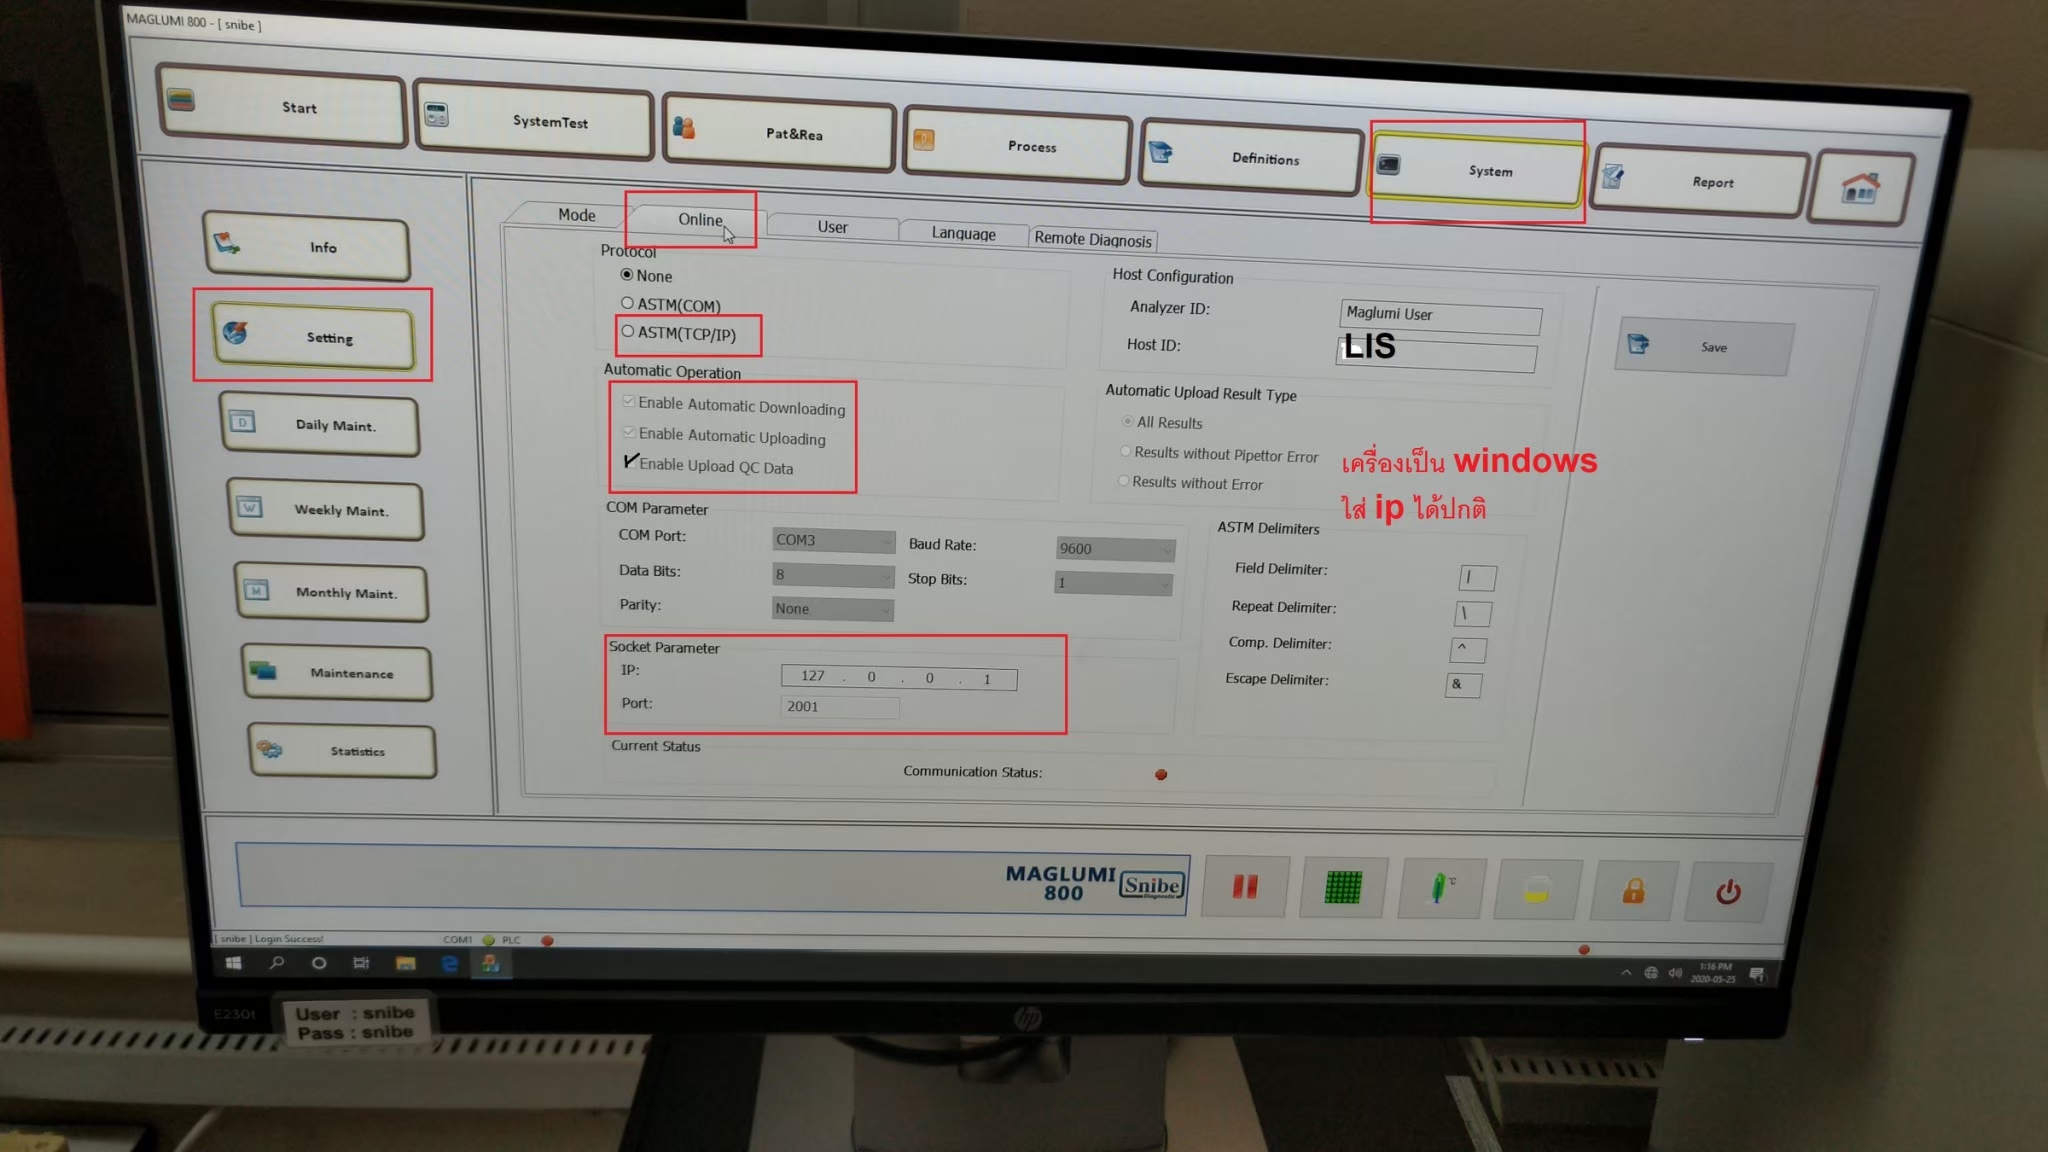 MAGLUMI 800 - [ snibe ]
Start
SystemTest
Pat&Rea
Process
Definitions
System
Report
Info
Setting
Daily Maint.
Weekly Maint.
Monthly Maint.
Maintenance
Statistics
Mode
Online
User
Language
Remote Diagnosis
Protocol
None
ASTM(COM)
ASTM(TCP/IP)
Automatic Operation
Enable Automatic Downloading
Enable Automatic Uploading
Enable Upload QC Data
COM Parameter
COM Port: COM3 Baud Rate: 9600
Data Bits: 8 Stop Bits: 1
Parity: None
Socket Parameter
IP: 127 . 0 . 0 . 1
Port: 2001
Current Status
Communication Status:
Host Configuration
Analyzer ID: Maglumi User
Host ID: LIS
Automatic Upload Result Type
All Results
Results without Pipettor Error
Results without Error
เครื่องเป็น windows
ใส่ ip ได้ปกติ
ASTM Delimiters
Field Delimiter: |
Repeat Delimiter: \
Comp. Delimiter: ^
Escape Delimiter: &
Save
MAGLUMI
800
Snibe
Diagnostic
°C
[ snibe ] Login Success!
COM1 PLC
1:16 PM
2020-05-25
E230t
hp
User : snibe
Pass : snibe